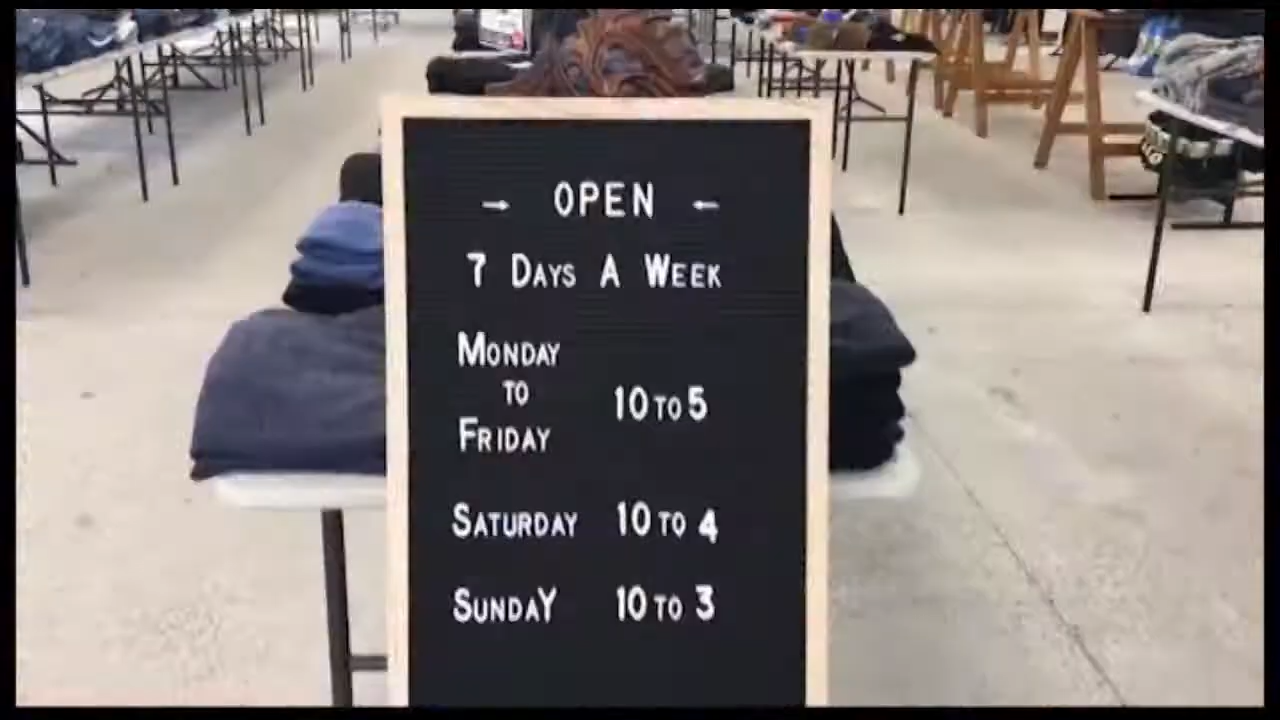 → OPEN ←
7 DAYS A WEEK
MONDAY
TO
FRIDAY
10 TO 5
SATURDAY 10 TO 4
SUNDAY 10 TO 3